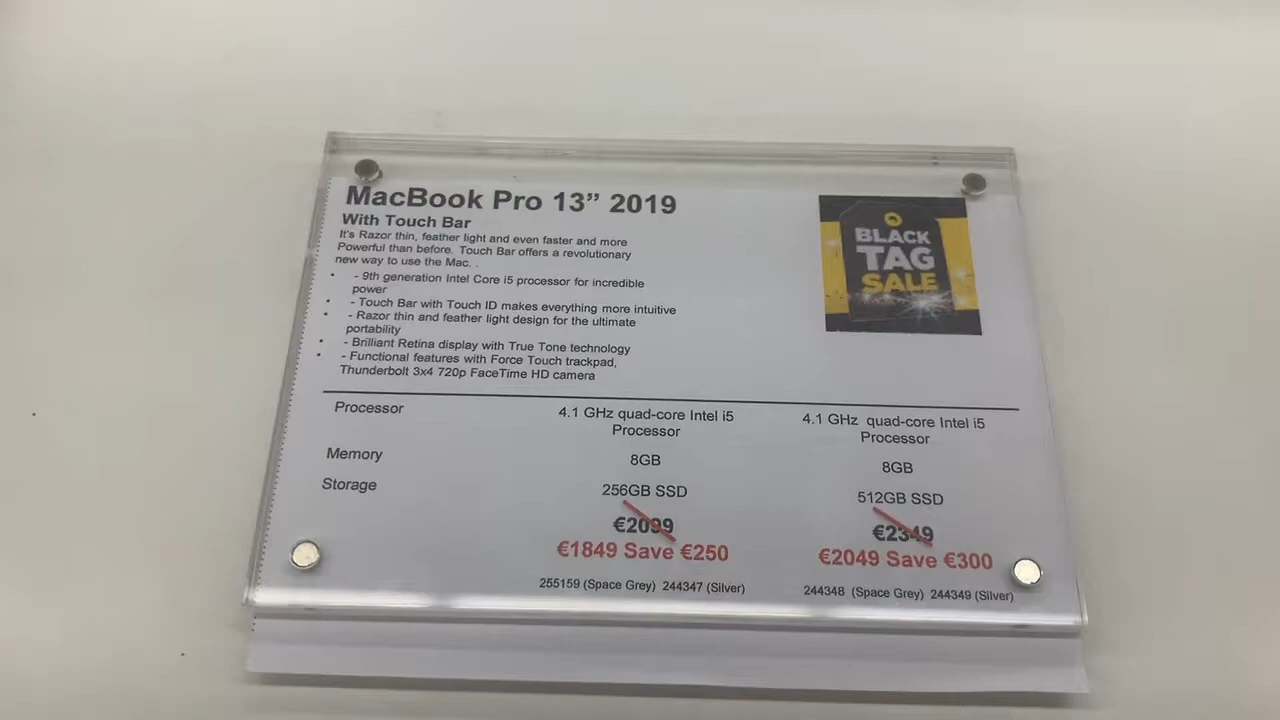 MacBook Pro 13” 2019
With Touch Bar
It's Razor thin, feather light and even faster and more
Powerful than before. Touch Bar offers a revolutionary
new way to use the Mac. .
• - 9th generation Intel Core i5 processor for incredible
power
• - Touch Bar with Touch ID makes everything more intuitive
• - Razor thin and feather light design for the ultimate
portability
• - Brilliant Retina display with True Tone technology
• - Functional features with Force Touch trackpad,
Thunderbolt 3x4 720p FaceTime HD camera
BLACK
TAG
SALE
Processor 4.1 GHz quad-core Intel i5 4.1 GHz quad-core Intel i5
Processor Processor
Memory 8GB 8GB
Storage 256GB SSD 512GB SSD
€2099 €2349
€1849 Save €250 €2049 Save €300
255159 (Space Grey) 244347 (Silver) 244348 (Space Grey) 244349 (Silver)